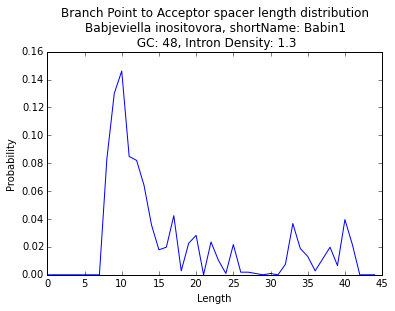 Branch Point to Acceptor spacer length distribution
Babjeviella inositovora, shortName: Babin1
GC: 48, Intron Density: 1.3
Probability
0.16
0.14
0.12
0.10
0.08
0.06
0.04
0.02
0.00
0 5 10 15 20 25 30 35 40 45
Length